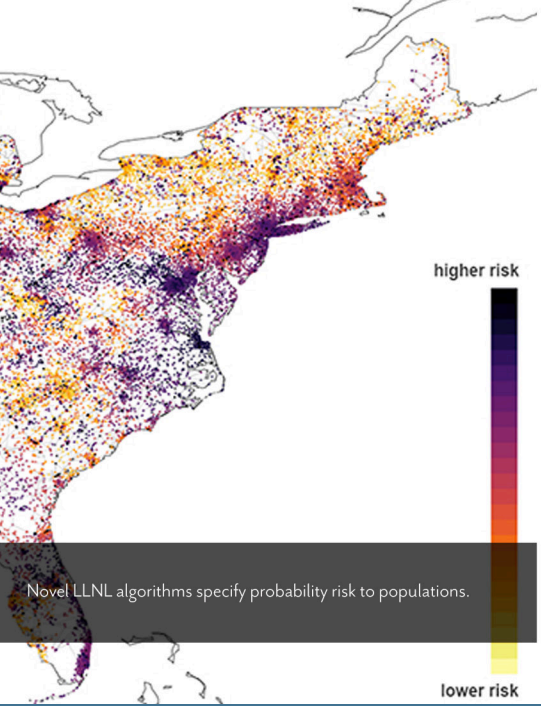 higher risk
Novel LLNL algorithms specify probability risk to populations.
lower risk